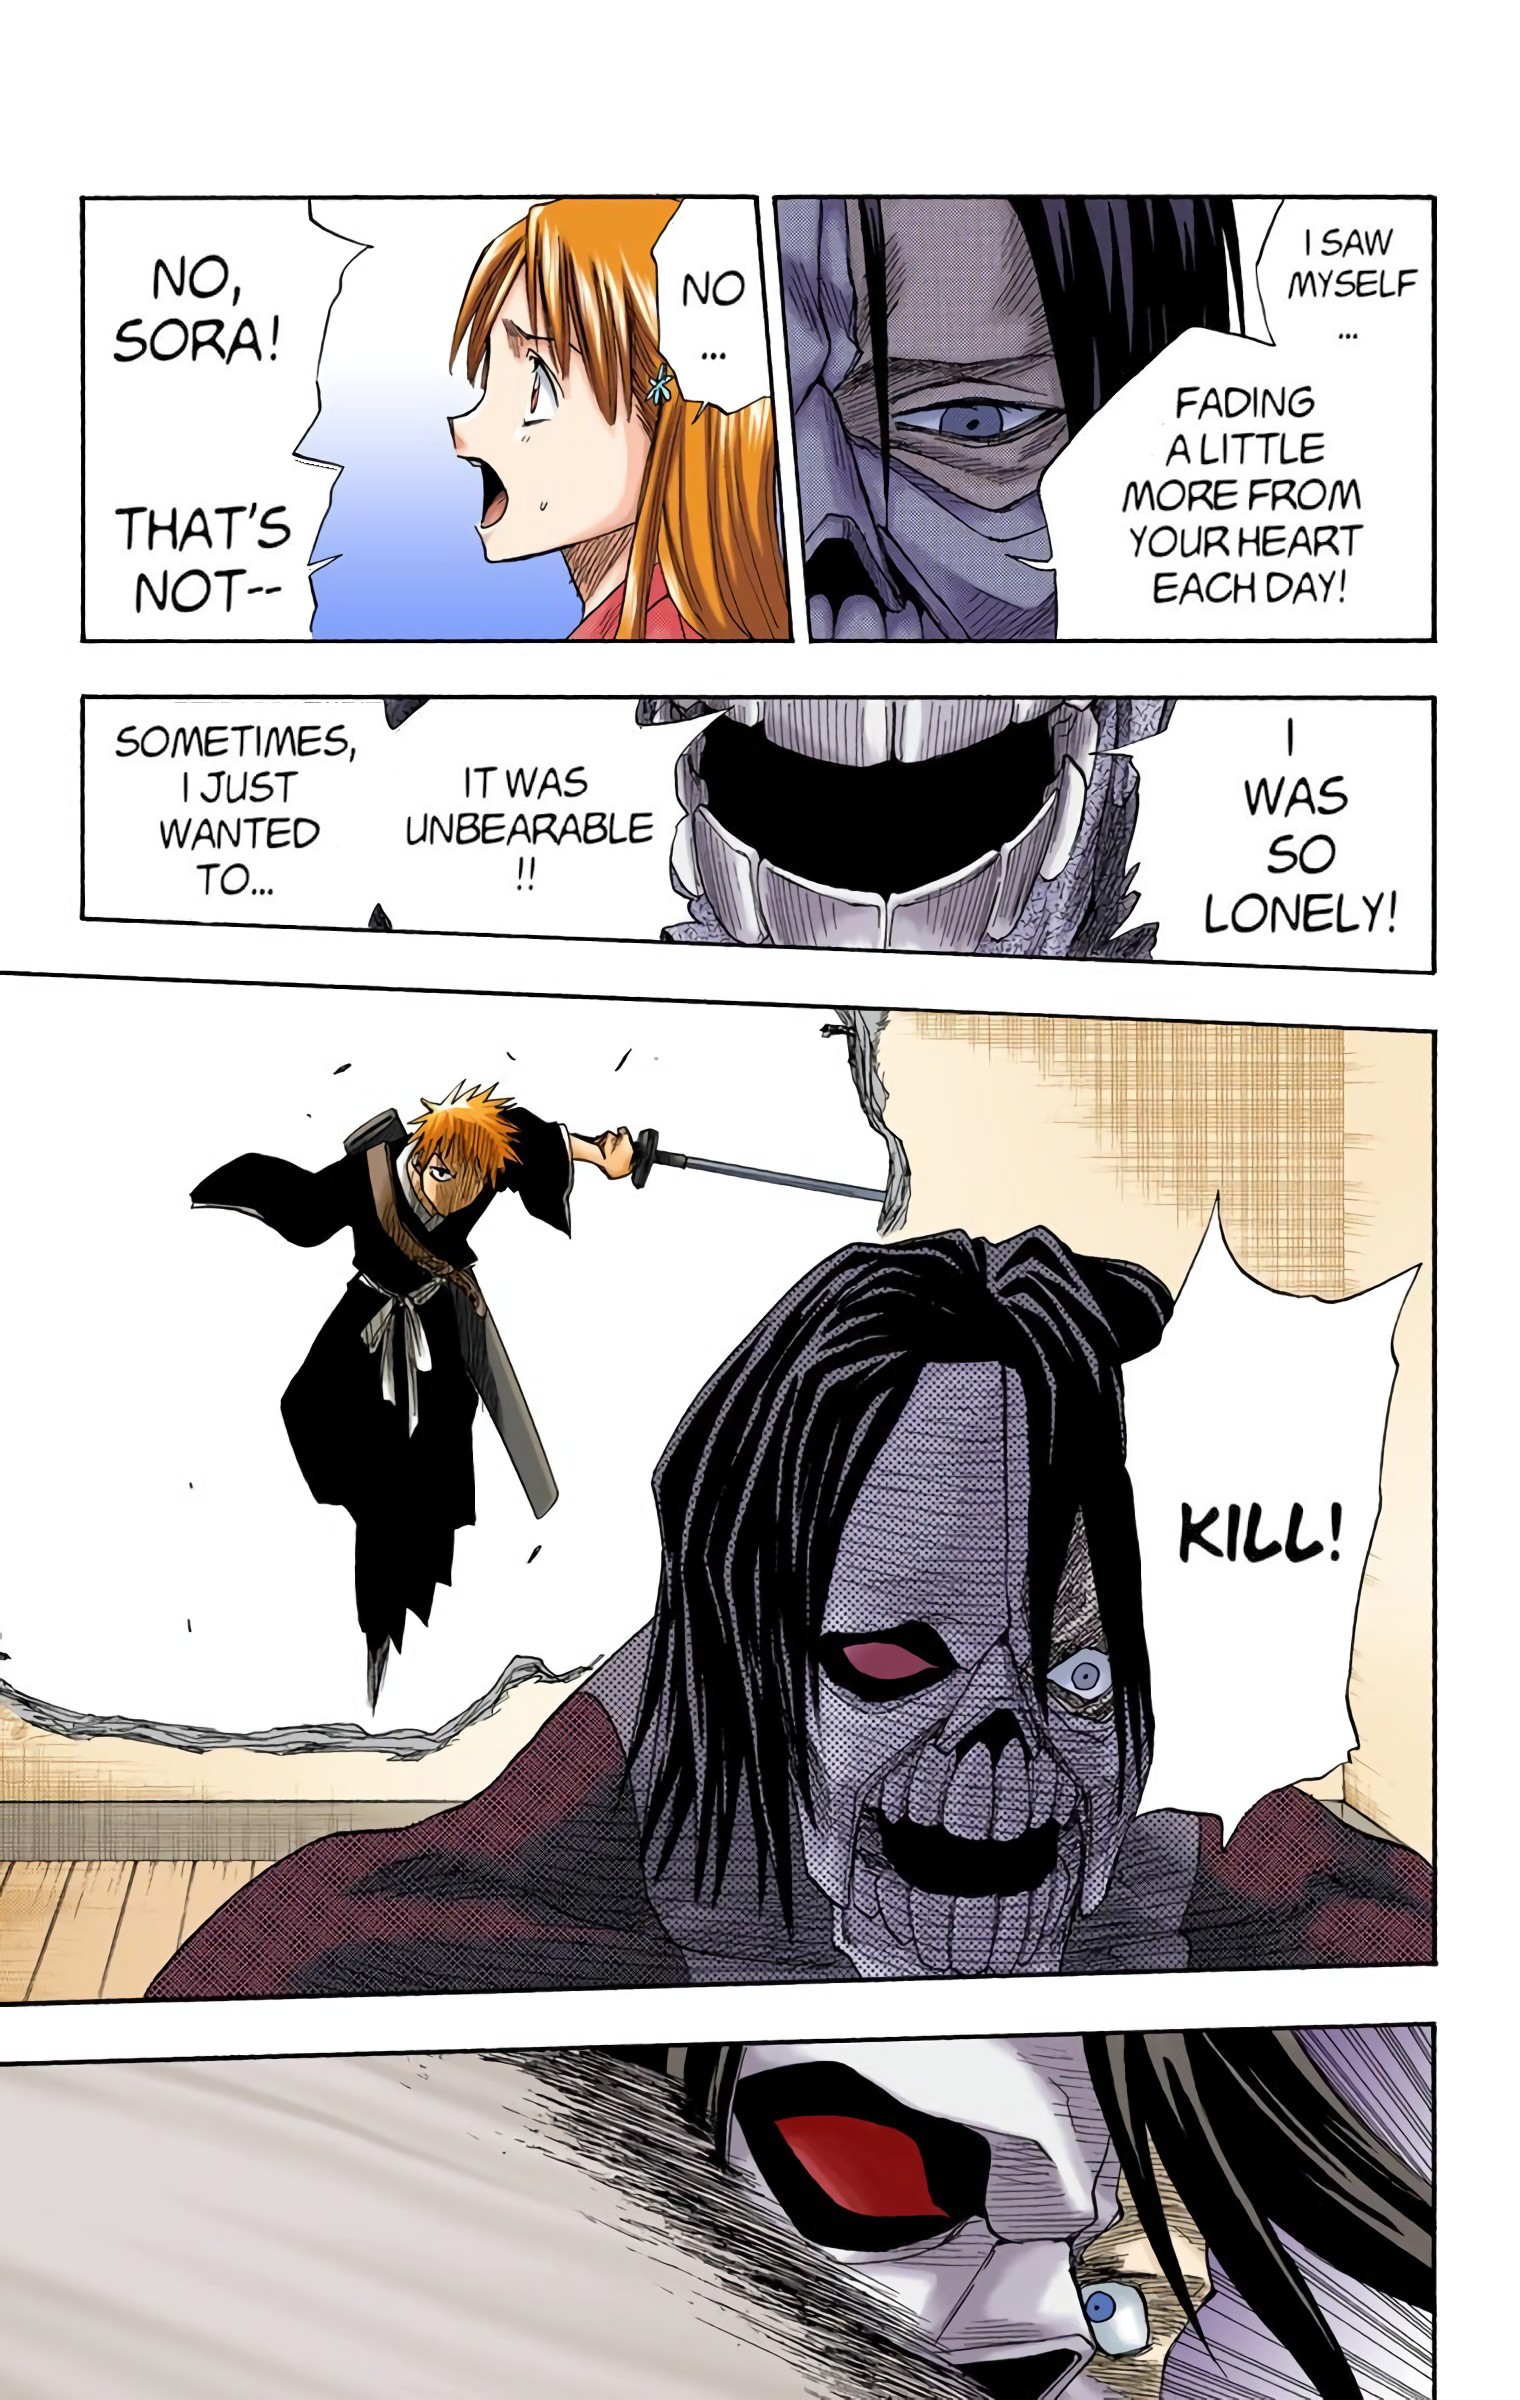 I SAW
MYSELF
...
FADING
A LITTLE
MORE FROM
YOUR HEART
EACH DAY!
NO
...
NO,
SORA!
THAT'S
NOT--
I
WAS
SO
LONELY!
IT WAS
UNBEARABLE
!!
SOMETIMES,
I JUST
WANTED
TO...
KILL!